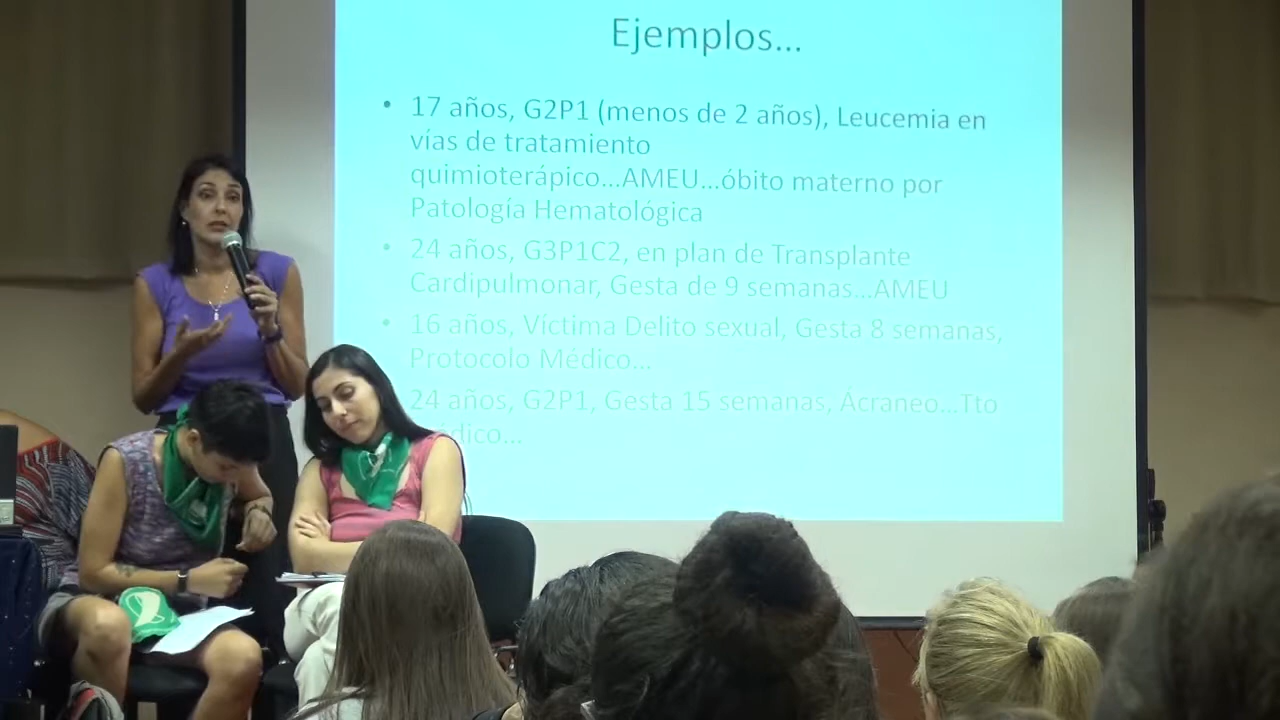 Ejemplos...
• 17 años, G2P1 (menos de 2 años), Leucemia en
vías de tratamiento
quimioterápico...AMEU...óbito materno por
Patología Hematológica
• 24 años, G3P1C2, en plan de Transplante
Cardipulmonar, Gesta de 9 semanas...AMEU
• 16 años, Víctima Delito sexual, Gesta 8 semanas,
Protocolo Médico...
24 años, G2P1, Gesta 15 semanas, Ácraneo...Tto